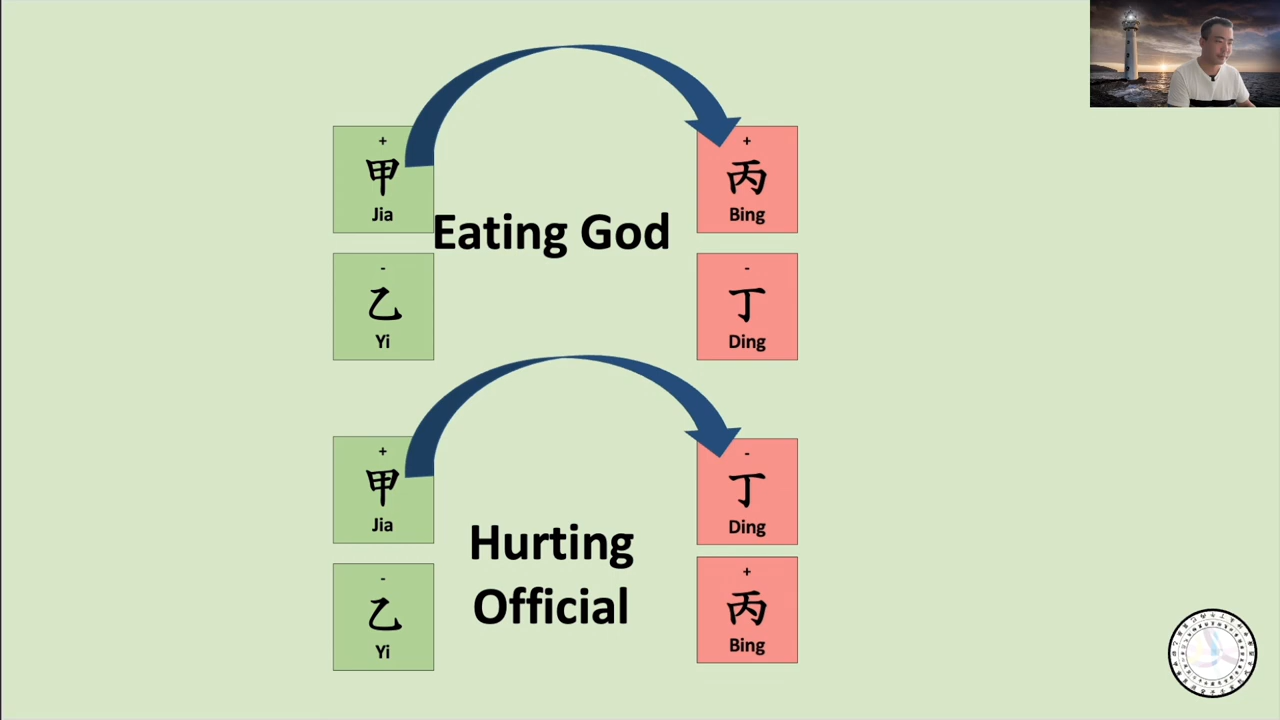 +
甲
Jia
+
丙
Bing
Eating God
-
乙
Yi
-
丁
Ding
+
甲
Jia
-
丁
Ding
Hurting
Official
-
乙
Yi
+
丙
Bing